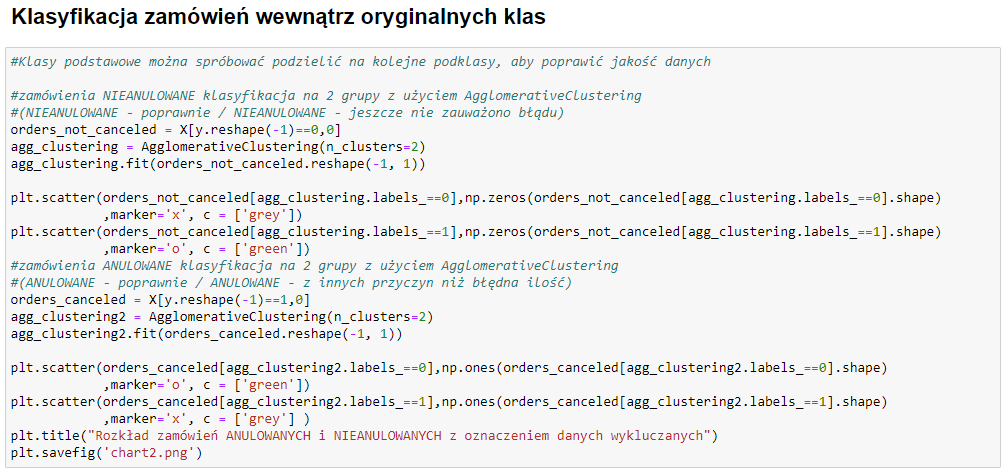 Klasyfikacja zamówień wewnątrz oryginalnych klas
#Klasy podstawowe można spróbować podzielić na kolejne podklasy, aby poprawić jakość danych
#zamówienia NIEANULOWANE klasyfikacja na 2 grupy z użyciem AgglomerativeClustering
#(NIEANULOWANE - poprawnie / NIEANULOWANE - jeszcze nie zauważono błędu)
orders_not_canceled = X[y.reshape(-1)==0,0]
agg_clustering = AgglomerativeClustering(n_clusters=2)
agg_clustering.fit(orders_not_canceled.reshape(-1, 1))
plt.scatter(orders_not_canceled[agg_clustering.labels_==0],np.zeros(orders_not_canceled[agg_clustering.labels_==0].shape)
,marker='x', c = ['grey'])
plt.scatter(orders_not_canceled[agg_clustering.labels_==1],np.zeros(orders_not_canceled[agg_clustering.labels_==1].shape)
,marker='o', c = ['green'])
#zamówienia ANULOWANE klasyfikacja na 2 grupy z użyciem AgglomerativeClustering
#(ANULOWANE - poprawnie / ANULOWANE - z innych przyczyn niż błędna ilość)
orders_canceled = X[y.reshape(-1)==1,0]
agg_clustering2 = AgglomerativeClustering(n_clusters=2)
agg_clustering2.fit(orders_canceled.reshape(-1, 1))
plt.scatter(orders_canceled[agg_clustering2.labels_==0],np.ones(orders_canceled[agg_clustering2.labels_==0].shape)
,marker='o', c = ['green'])
plt.scatter(orders_canceled[agg_clustering2.labels_==1],np.ones(orders_canceled[agg_clustering2.labels_==1].shape)
,marker='x', c = ['grey'] )
plt.title("Rozkład zamówień ANULOWANYCH i NIEANULOWANYCH z oznaczeniem danych wykluczanych")
plt.savefig('chart2.png')